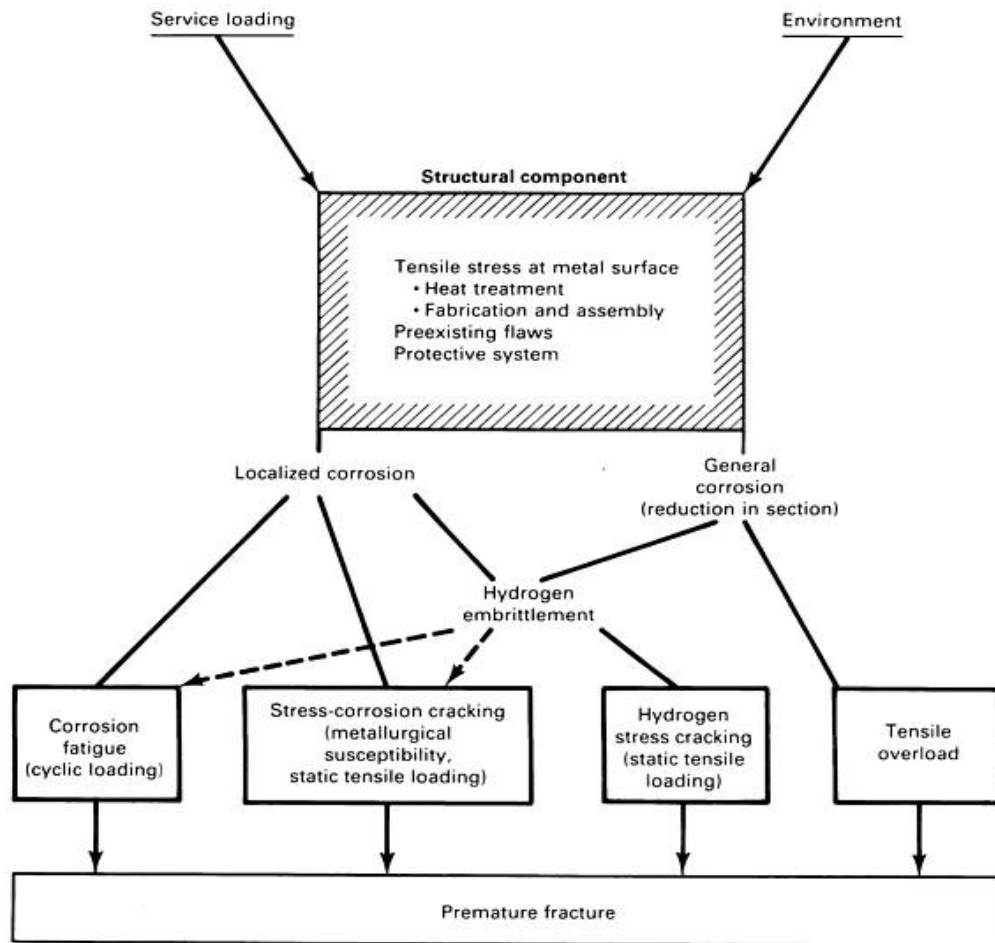 Service loading
Environment
Structural component
Tensile stress at metal surface
• Heat treatment
• Fabrication and assembly
Preexisting flaws
Protective system
Localized corrosion
General
corrosion
(reduction in section)
Hydrogen
embrittlement
Corrosion
fatigue
(cyclic loading)
Stress-corrosion cracking
(metallurgical
susceptibility,
static tensile loading)
Hydrogen
stress cracking
(static tensile
loading)
Tensile
overload
Premature fracture